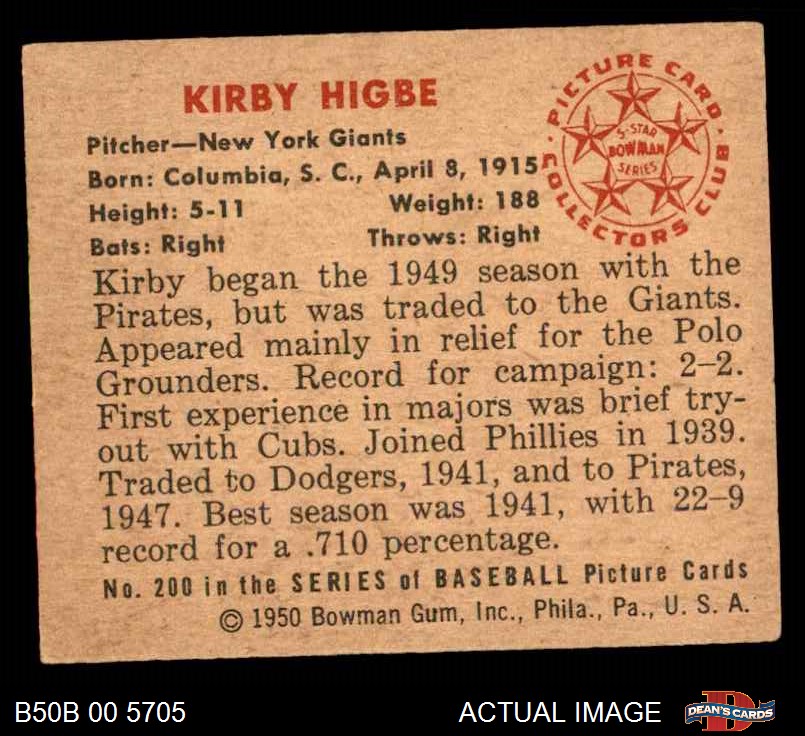 KIRBY HIGBE
Pitcher—New York Giants
Born: Columbia, S. C., April 8, 1915
Height: 5-11 Weight: 188
Bats: Right Throws: Right
PICTURE CARD
COLLECTORS CLUB
5-STAR
BOWMAN
SERIES
Kirby began the 1949 season with the
Pirates, but was traded to the Giants.
Appeared mainly in relief for the Polo
Grounders. Record for campaign: 2–2.
First experience in majors was brief try-
out with Cubs. Joined Phillies in 1939.
Traded to Dodgers, 1941, and to Pirates,
1947. Best season was 1941, with 22–9
record for a .710 percentage.
No. 200 in the SERIES of BASEBALL Picture Cards
© 1950 Bowman Gum, Inc., Phila., Pa., U. S. A.
B50B 00 5705 ACTUAL IMAGE D DEAN'S CARDS